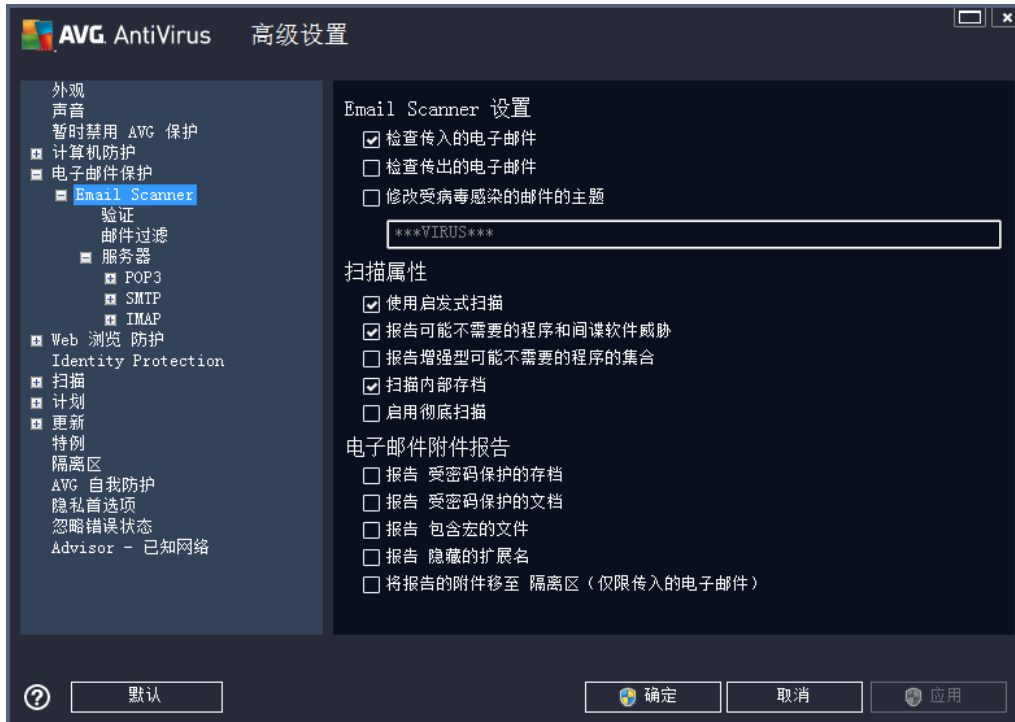 AVG. AntiVirus 高级设置
外观
声音
暂时禁用 AVG 保护
计算机防护
电子邮件保护
Email Scanner
验证
邮件过滤
服务器
POP3
SMTP
IMAP
Web 浏览 防护
Identity Protection
扫描
计划
更新
特例
隔离区
AVG 自我防护
隐私首选项
忽略错误状态
Advisor - 已知网络
Email Scanner 设置
检查传入的电子邮件
检查传出的电子邮件
修改受病毒感染的邮件的主题
***VIRUS***
扫描属性
使用启发式扫描
报告可能不需要的程序和间谍软件威胁
报告增强型可能不需要的程序的集合
扫描内部存档
启用彻底扫描
电子邮件附件报告
报告 受密码保护的存档
报告 受密码保护的文档
报告 包含宏的文件
报告 隐藏的扩展名
将报告的附件移至 隔离区（仅限传入的电子邮件）
默认 确定 取消 应用